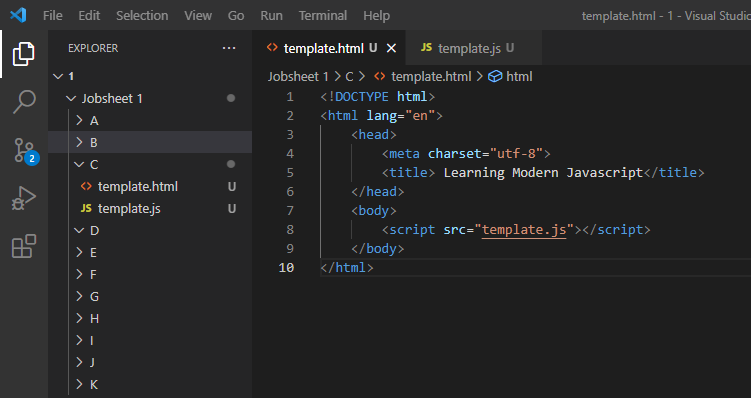 File Edit Selection View Go Run Terminal Help template.html - 1 - Visual Studio
EXPLORER ···
1
Jobsheet 1
A
B
C
template.html U
JS template.js U
D
E
F
G
H
I
J
K
2
template.html U JS template.js U
Jobsheet 1 > C > template.html > html
1 <!DOCTYPE html>
2 <html lang="en">
3 <head>
4 <meta charset="utf-8">
5 <title> Learning Modern Javascript</title>
6 </head>
7 <body>
8 <script src="template.js"></script>
9 </body>
10 </html>